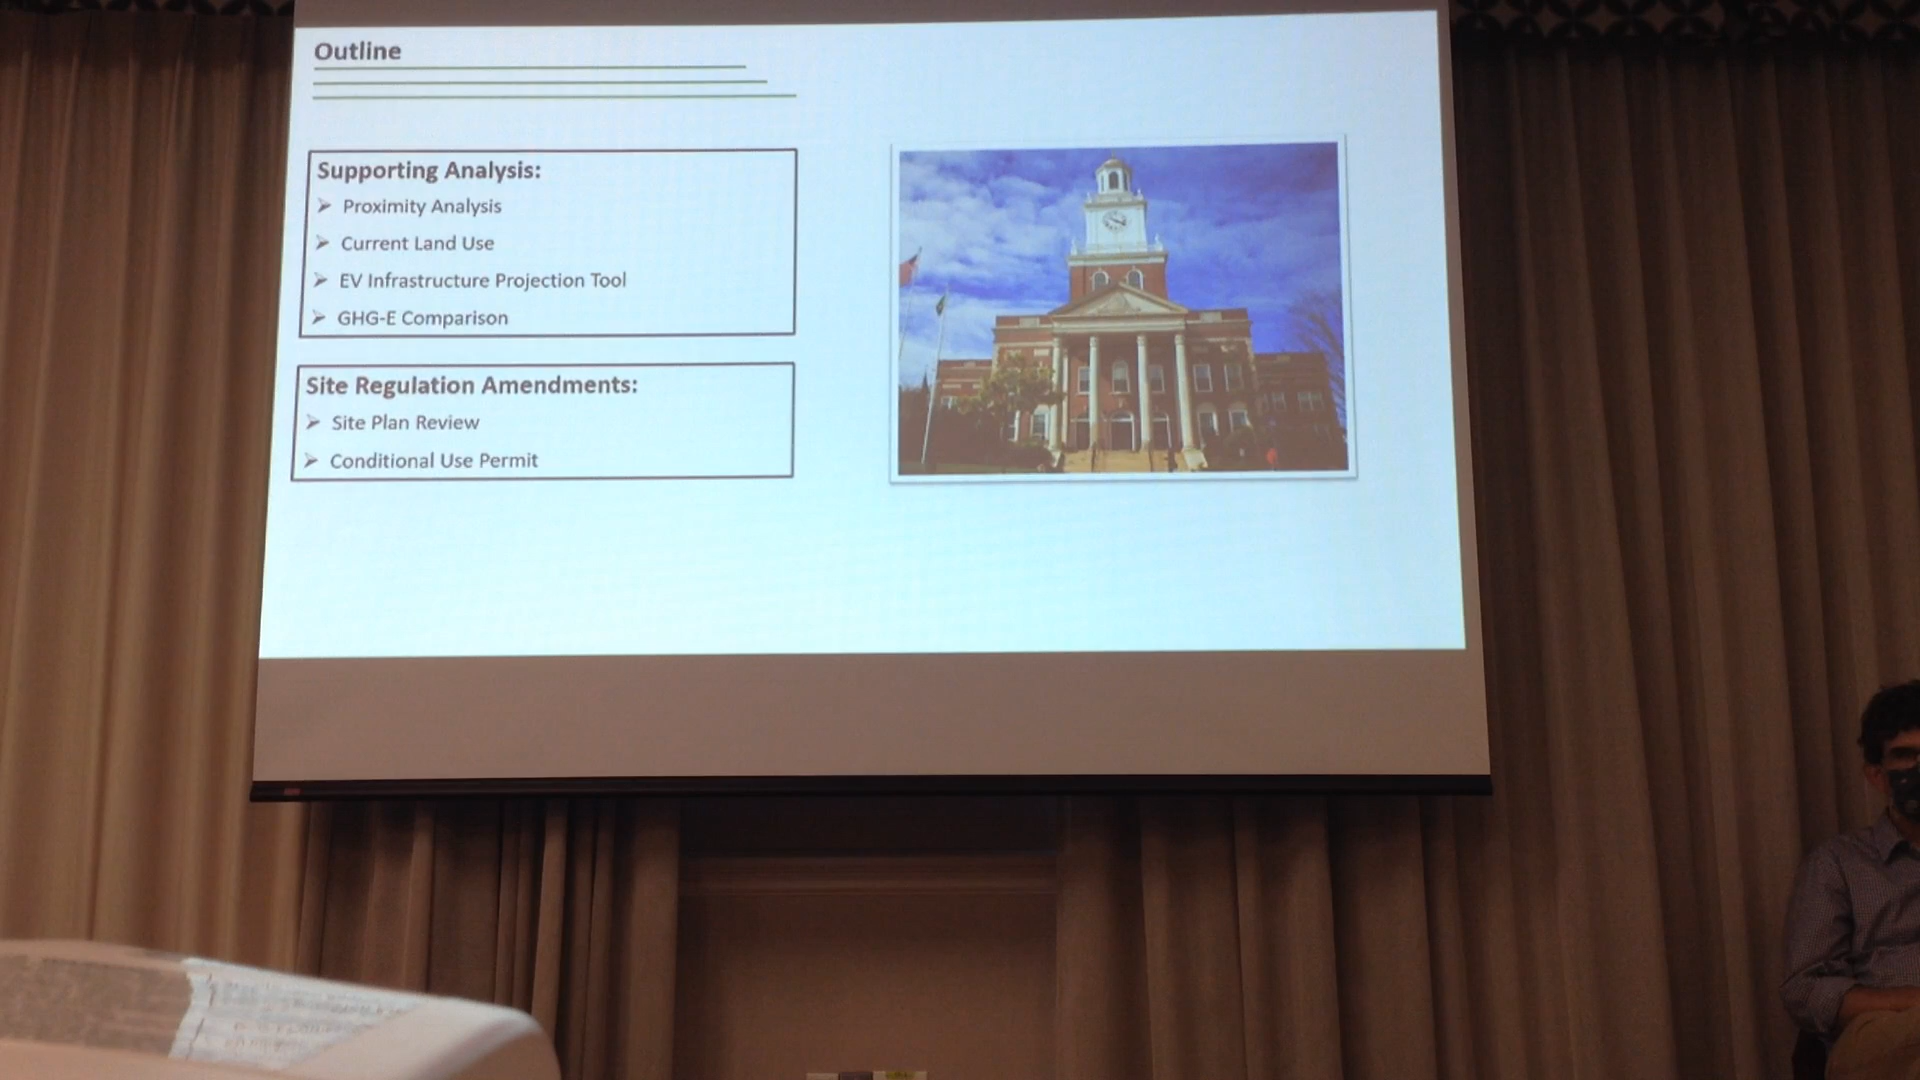 Outline
Supporting Analysis:
Proximity Analysis
Current Land Use
EV Infrastructure Projection Tool
GHG-E Comparison
Site Regulation Amendments:
Site Plan Review
Conditional Use Permit